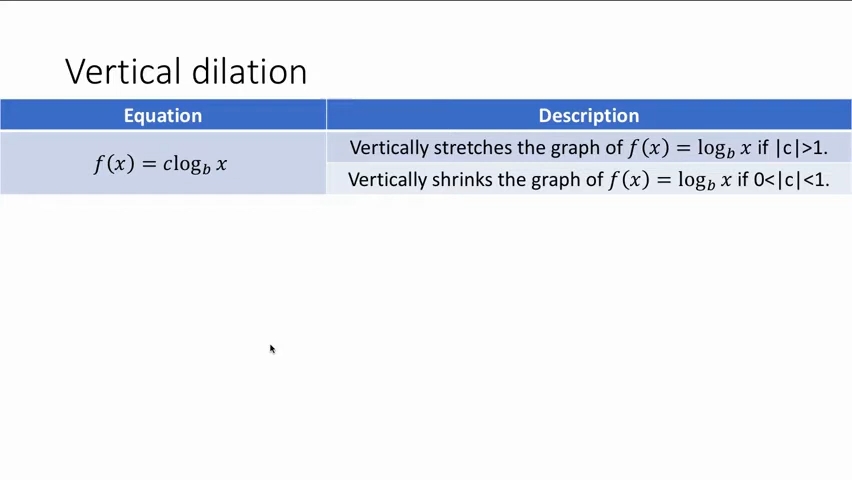 Vertical dilation
Equation
Description
f(x) = clog_b x
Vertically stretches the graph of f(x) = log_b x if |c|>1.
Vertically shrinks the graph of f(x) = log_b x if 0<|c|<1.